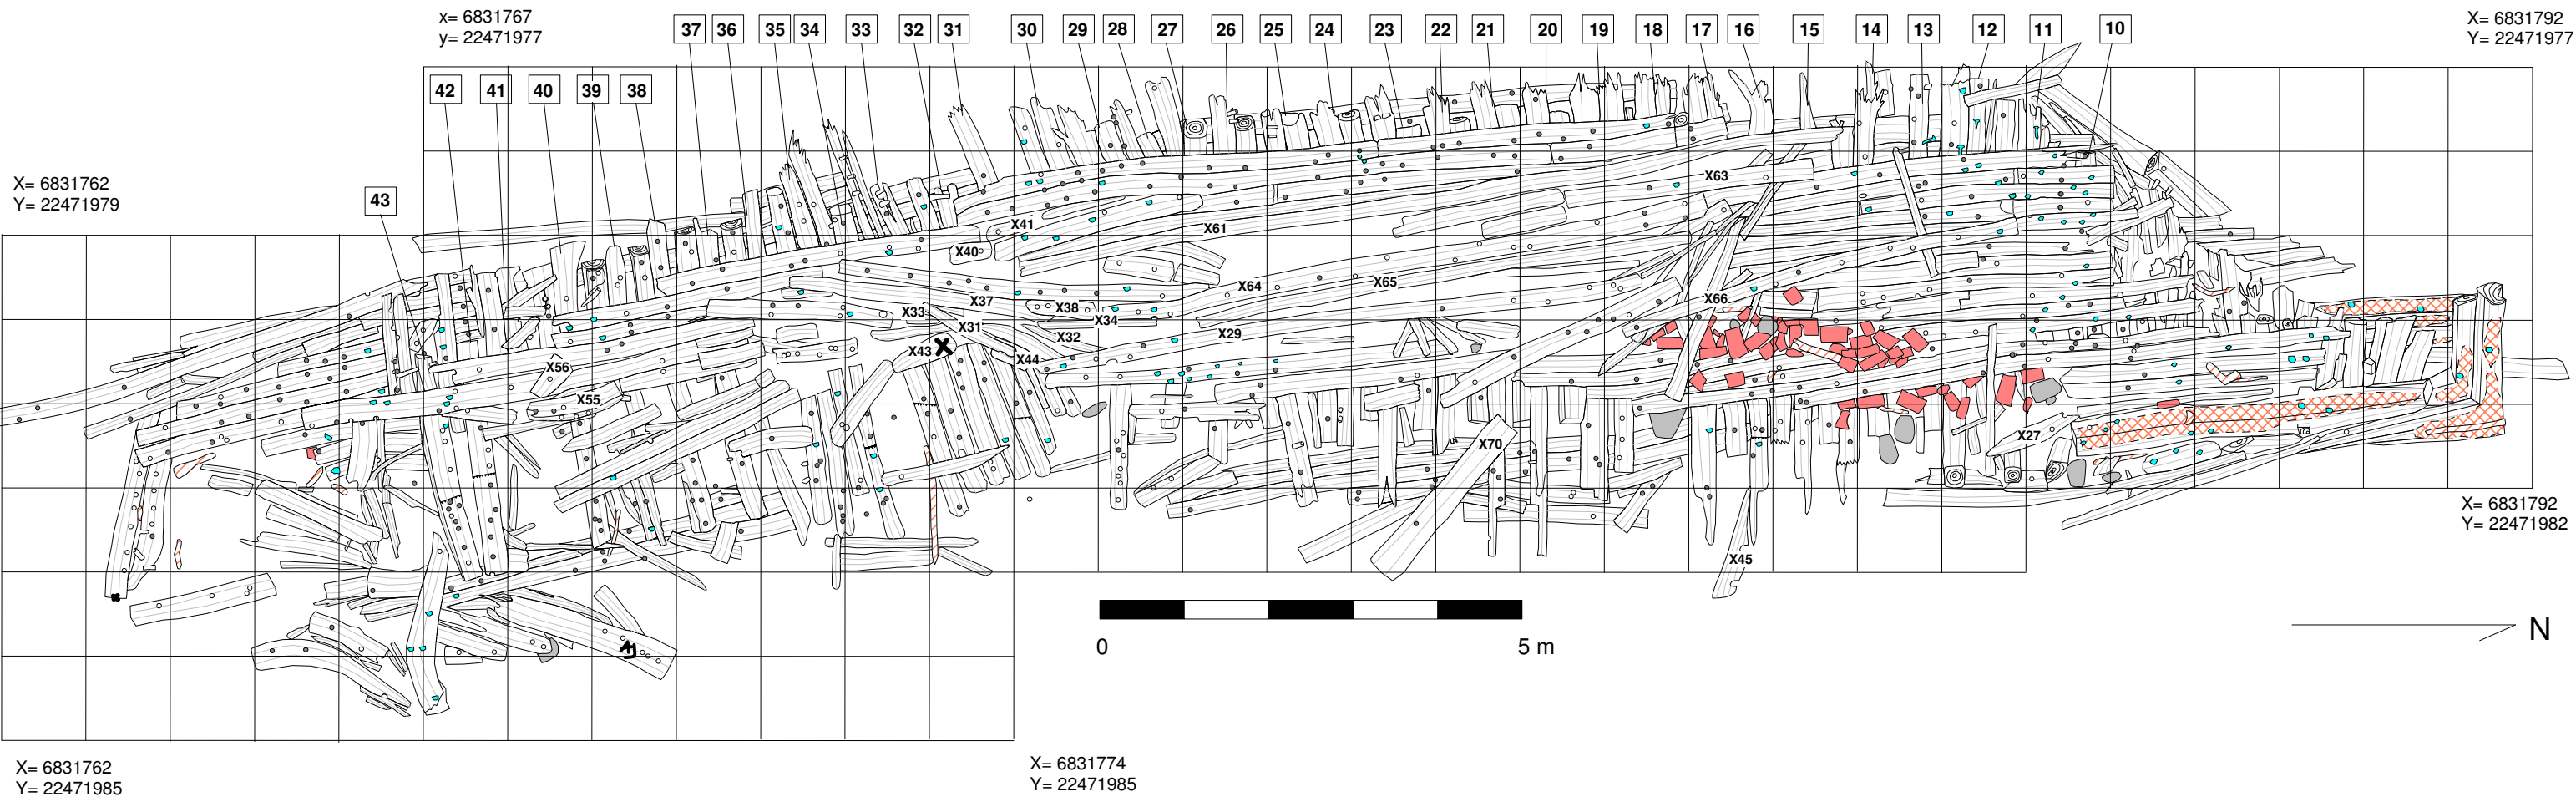 x= 6831767
y= 22471977
37 36 35 34 33 32 31 30 29 28 27 26 25 24 23 22 21 20 19 18 17 16 15 14 13 12 11 10
X= 6831792
Y= 22471977
42 41 40 39 38
X= 6831762
Y= 22471979
43
X63
X41
X61
X40
X64
X65
X37
X66
X38
X33
X34
X31
X32
X29
X43
X44
X56
X55
X27
X70
X= 6831792
Y= 22471982
X45
0 5 m
N
X= 6831762
Y= 22471985
X= 6831774
Y= 22471985